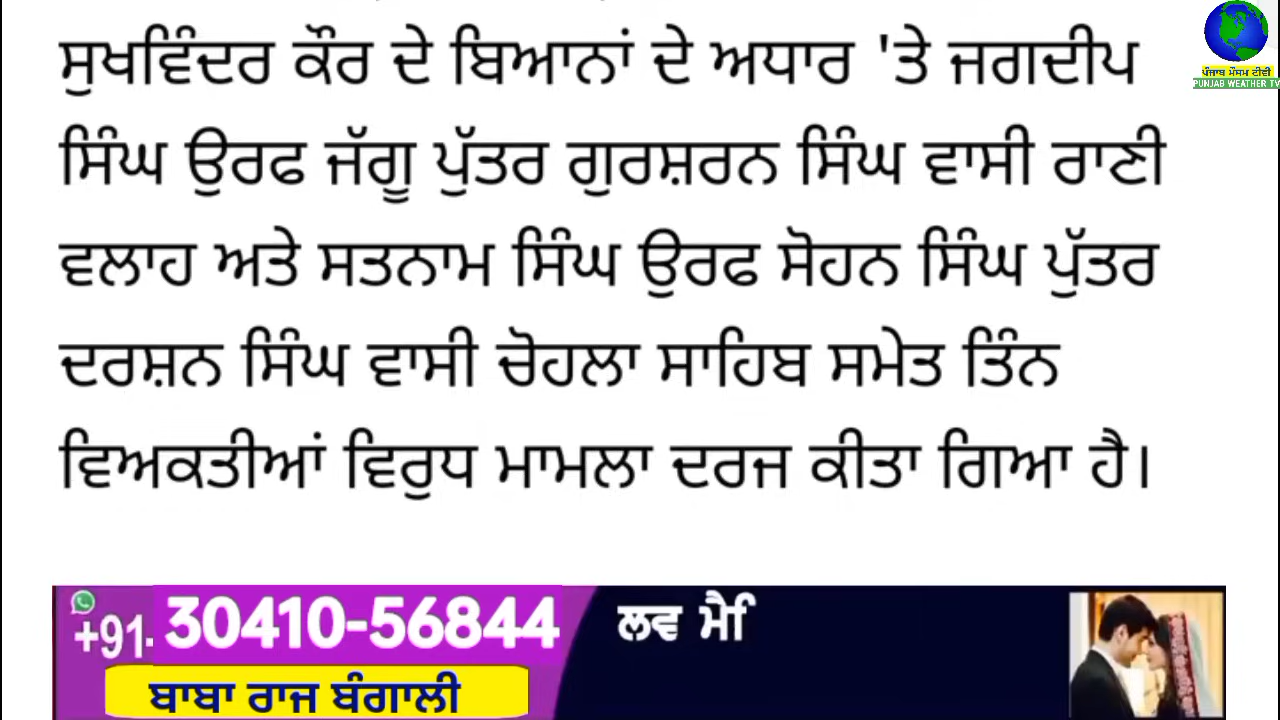 ਸੁਖਵਿੰਦਰ ਕੌਰ ਦੇ ਬਿਆਨਾਂ ਦੇ ਅਧਾਰ 'ਤੇ ਜਗਦੀਪ
ਸਿੰਘ ਉਰਫ ਜੱਗੂ ਪੁੱਤਰ ਗੁਰਸ਼ਰਨ ਸਿੰਘ ਵਾਸੀ ਰਾਣੀ
ਵਲਾਹ ਅਤੇ ਸਤਨਾਮ ਸਿੰਘ ਉਰਫ ਸੋਹਨ ਸਿੰਘ ਪੁੱਤਰ
ਦਰਸ਼ਨ ਸਿੰਘ ਵਾਸੀ ਚੋਹਲਾ ਸਾਹਿਬ ਸਮੇਤ ਤਿੰਨ
ਵਿਅਕਤੀਆਂ ਵਿਰੁਧ ਮਾਮਲਾ ਦਰਜ ਕੀਤਾ ਗਿਆ ਹੈ।
ਪੰਜਾਬ ਮੌਸਮ ਟੀਵੀ
PUNJAB WEATHER TV
+91. 30410-56844
ਬਾਬਾ ਰਾਜ ਬੰਗਾਲੀ
ਲਵ